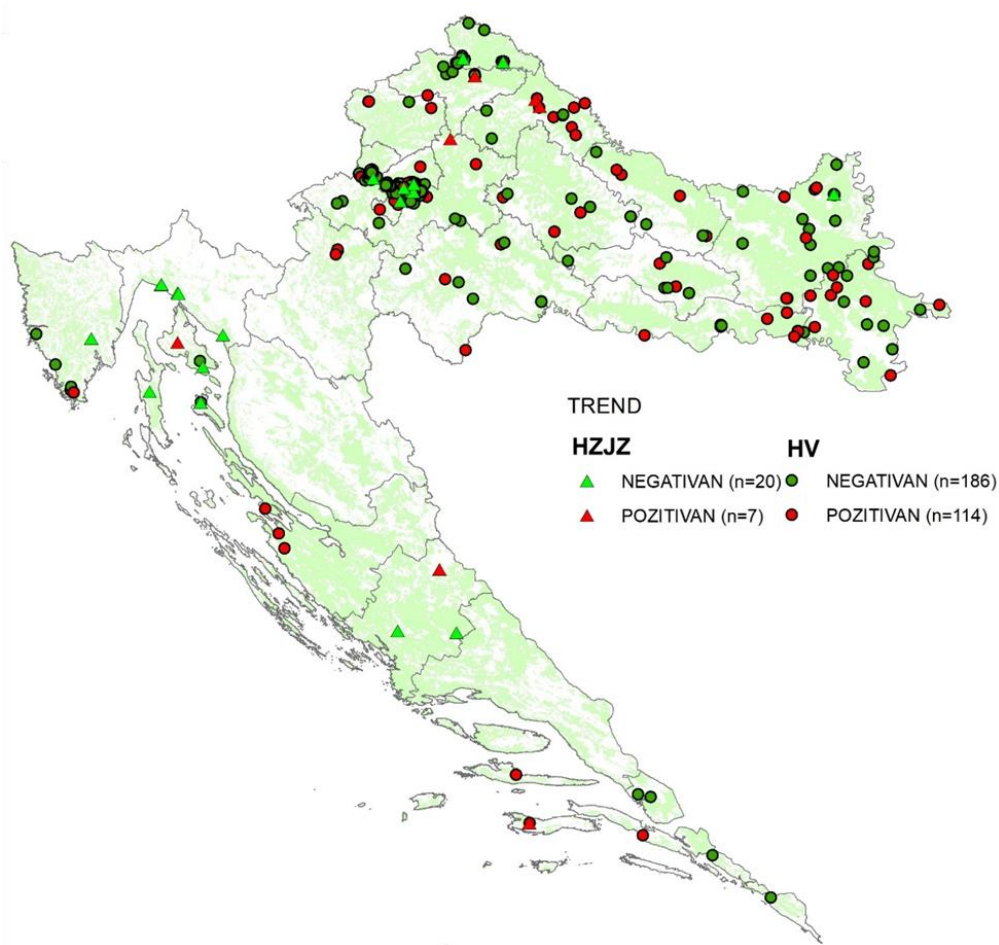 TREND
HZJZ HV
NEGATIVAN (n=20) NEGATIVAN (n=186)
POZITIVAN (n=7) POZITIVAN (n=114)